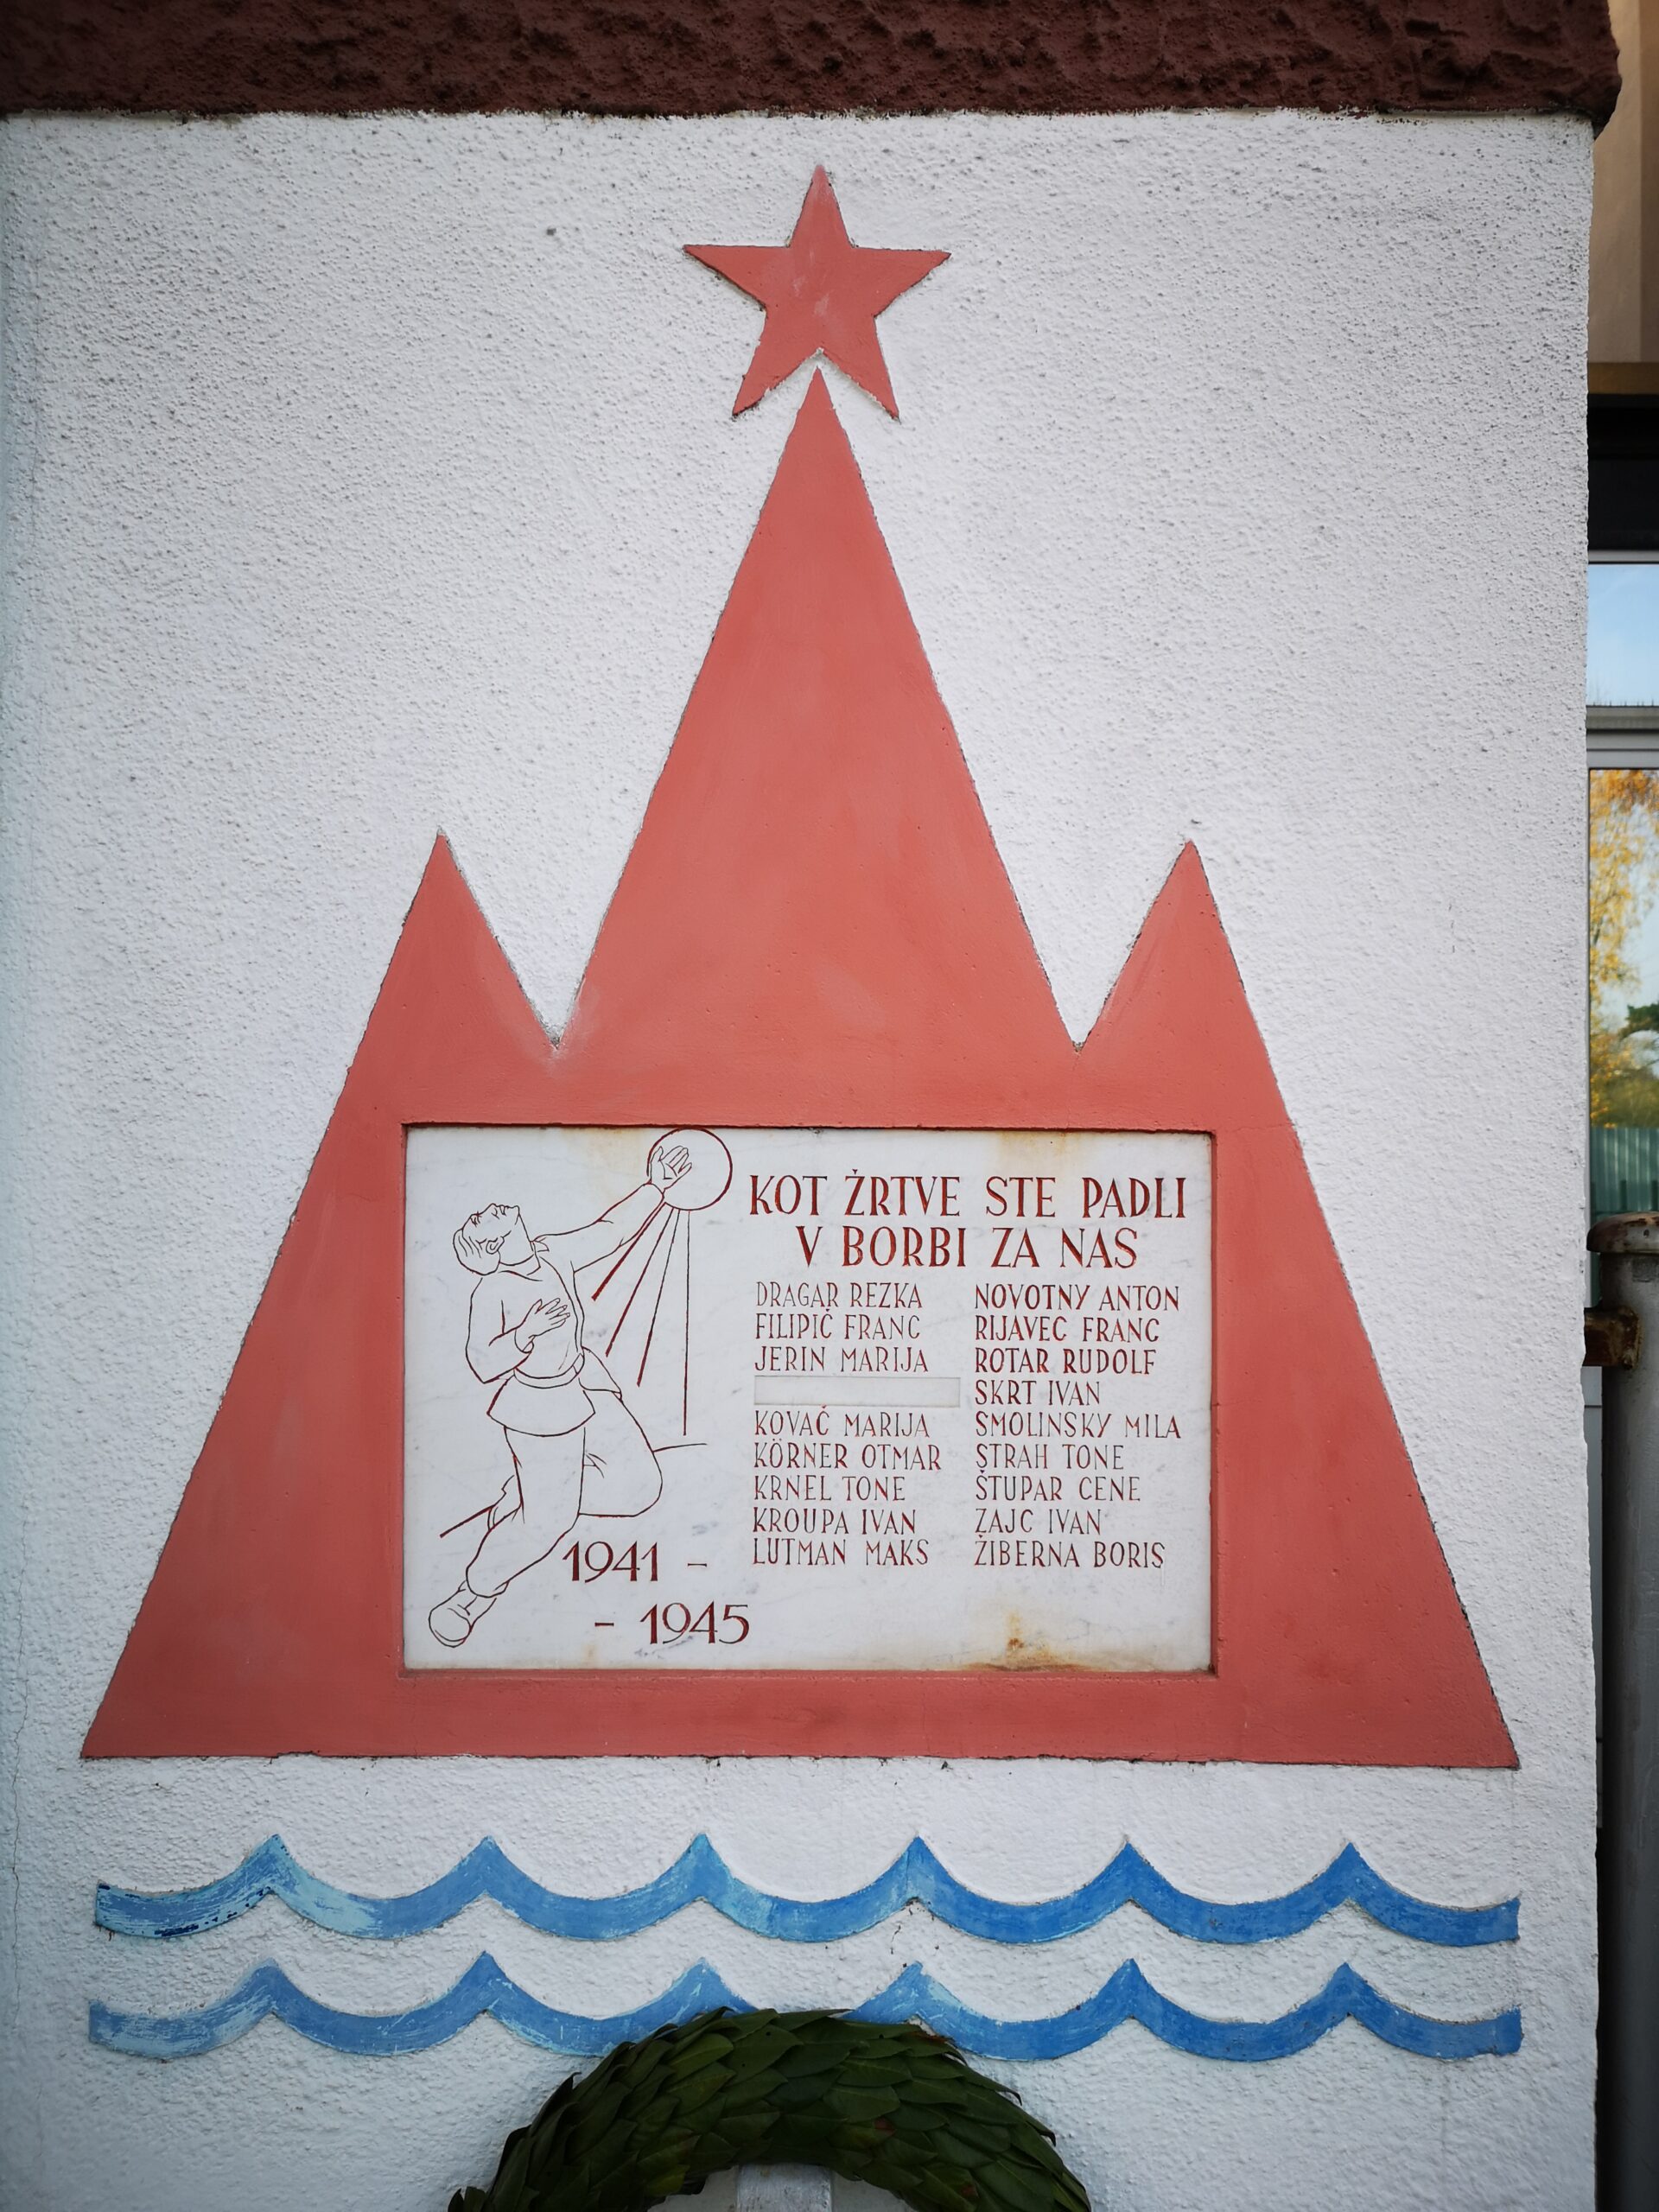 KOT ŽRTVE STE PADLI
V BORBI ZA NAS
DRAGAR REZKA
FILIPIČ FRANC
JERIN MARIJA
KOVAČ MARIJA
KÖRNER OTMAR
KRNEL TONE
KROUPA IVAN
LUTMAN MAKS
NOVOTNY ANTON
RIJAVEC FRANC
ROTAR RUDOLF
SKRT IVAN
SMOLINSKY MILA
STRAH TONE
ŠTUPAR CENE
ZAJC IVAN
ŽIBERNA BORIS
1941 –
– 1945